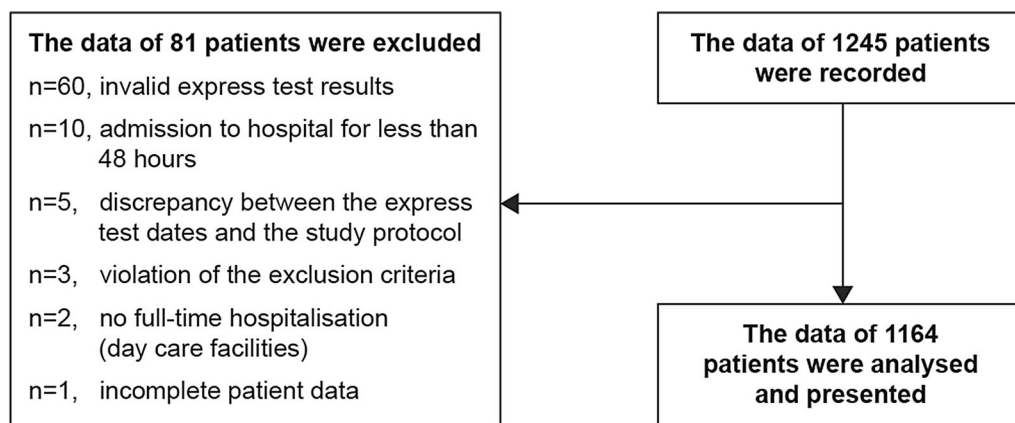 The data of 81 patients were excluded
n=60, invalid express test results
n=10, admission to hospital for less than
48 hours
n=5, discrepancy between the express
test dates and the study protocol
n=3, violation of the exclusion criteria
n=2, no full-time hospitalisation
(day care facilities)
n=1, incomplete patient data
The data of 1245 patients
were recorded
The data of 1164
patients were analysed
and presented